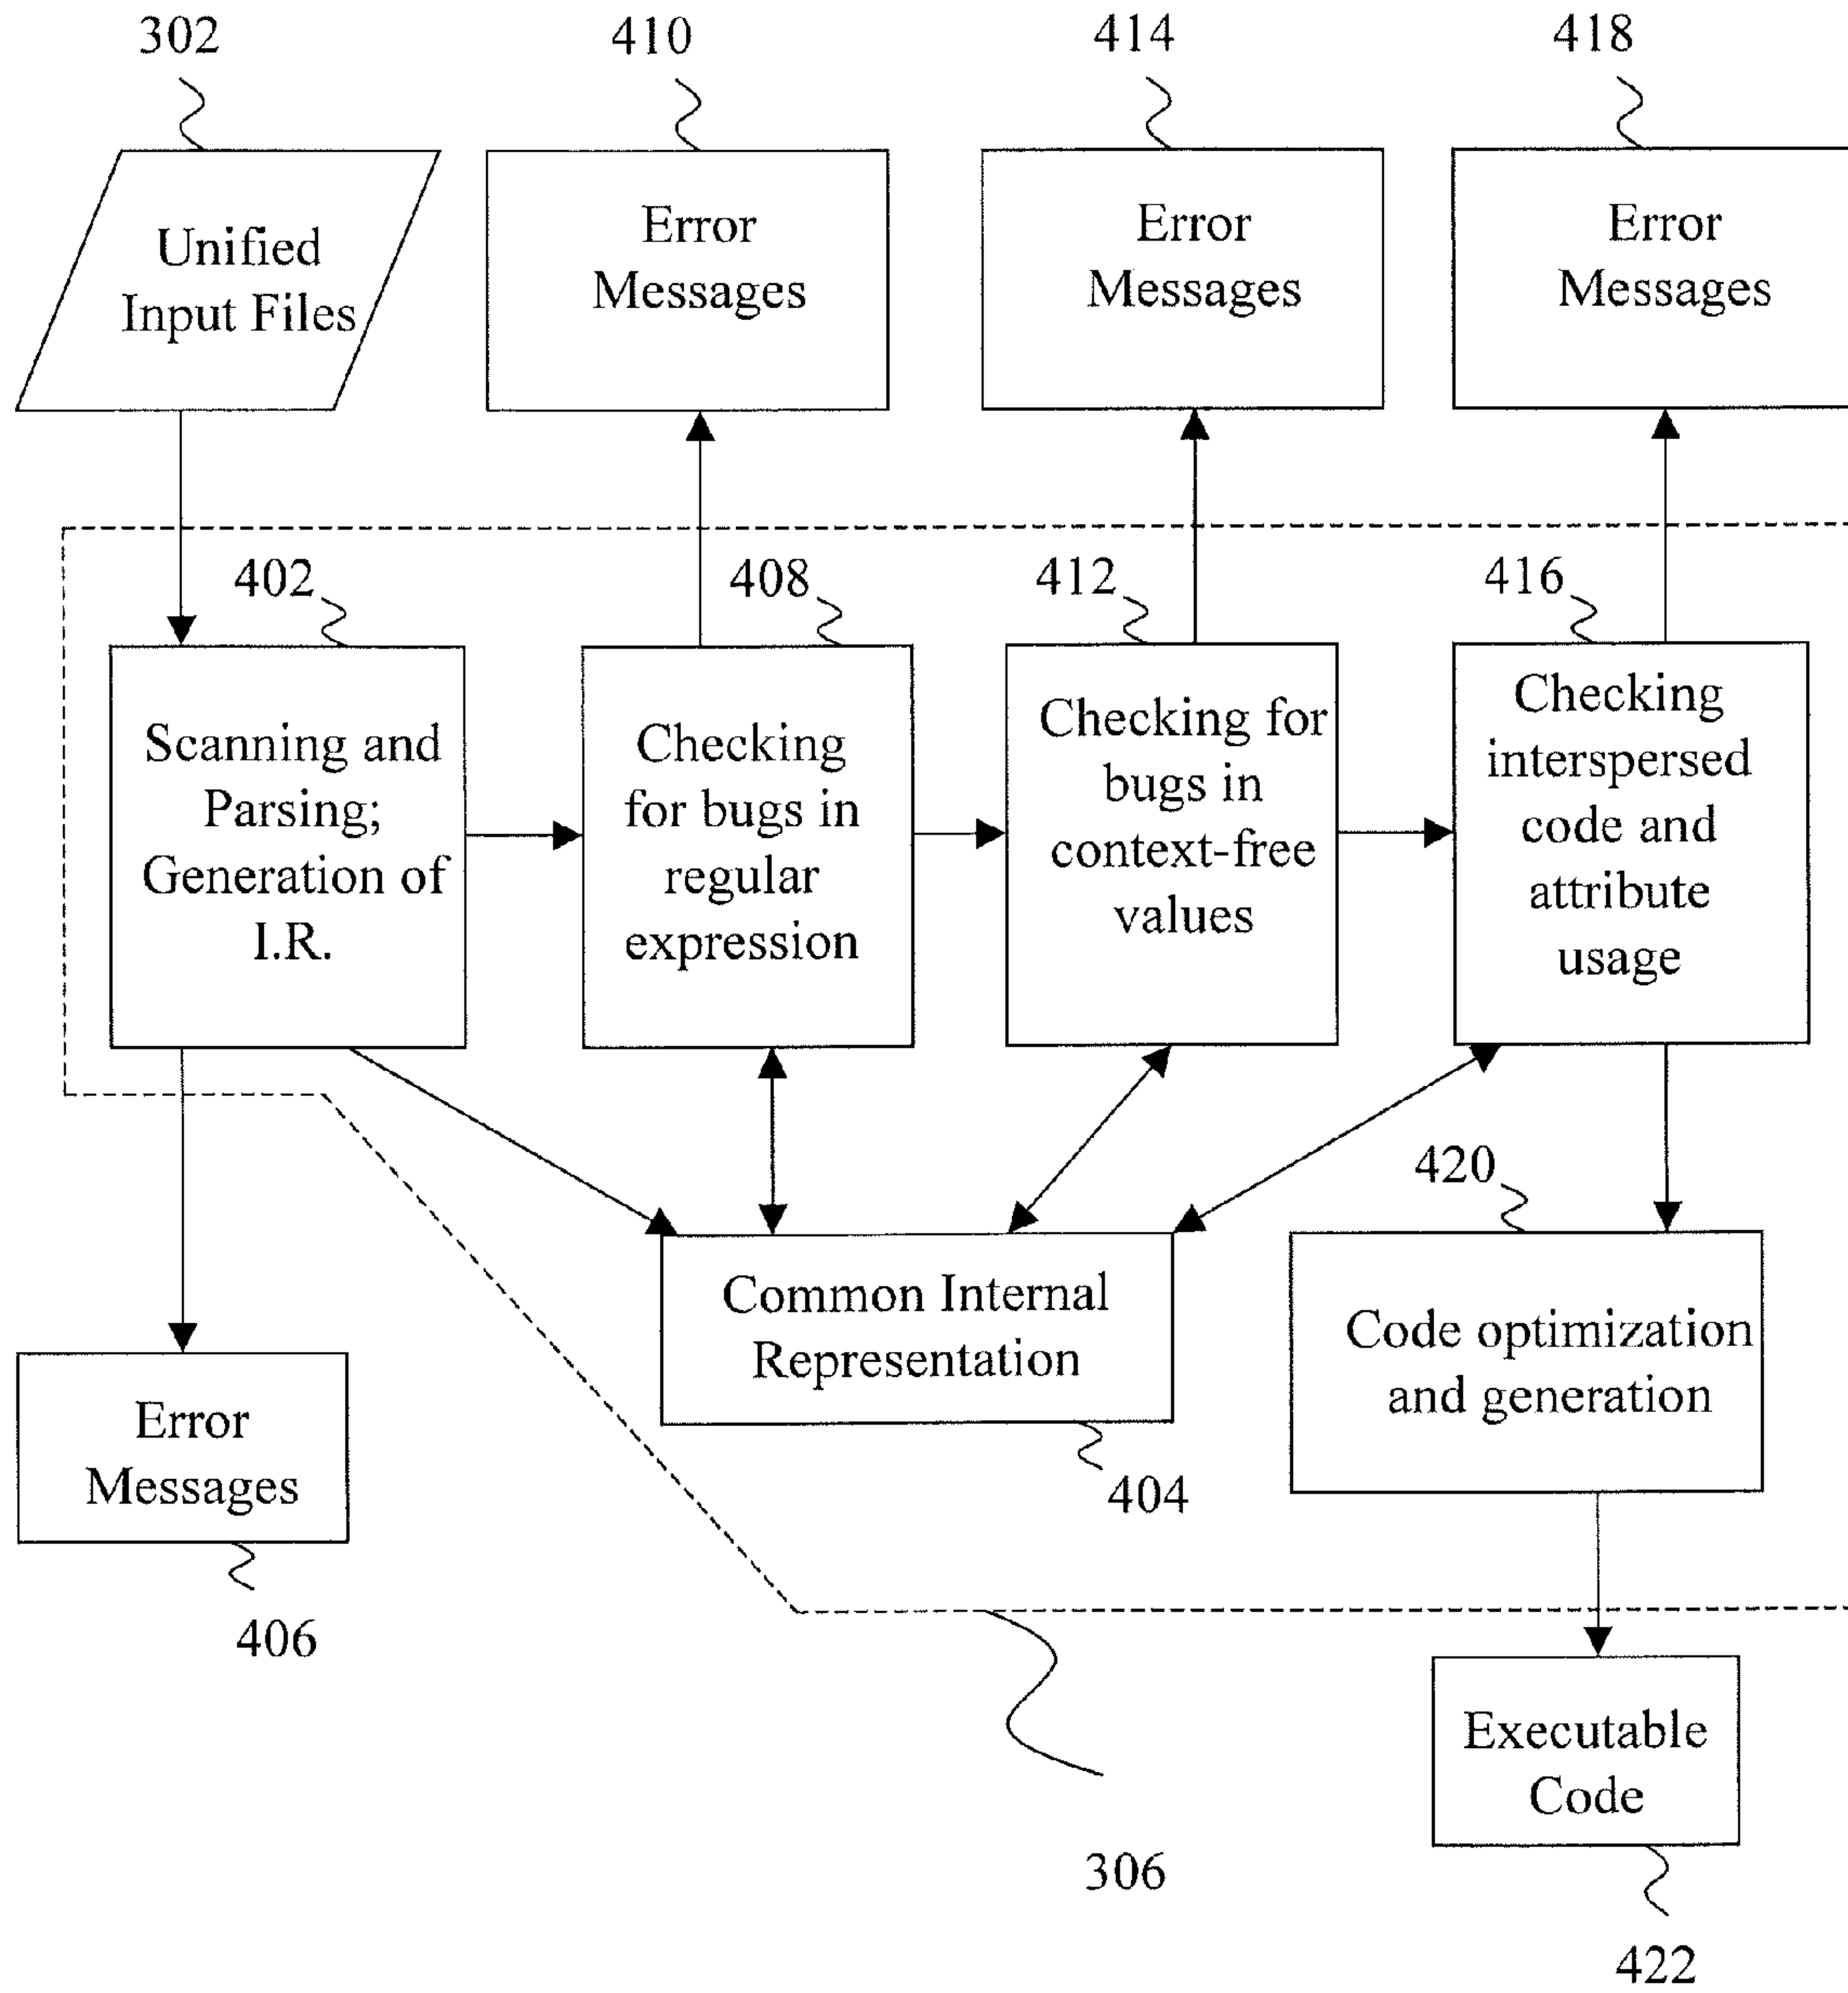 302
410
414
418
Unified
Input Files
Error
Messages
Error
Messages
Error
Messages
402
408
412
416
Scanning and
Parsing;
Generation of
I.R.
Checking
for bugs in
regular
expression
Checking for
bugs in
context-free
values
Checking
interspersed
code and
attribute
usage
420
Common Internal
Representation
Code optimization
and generation
Error
Messages
404
406
Executable
Code
306
422